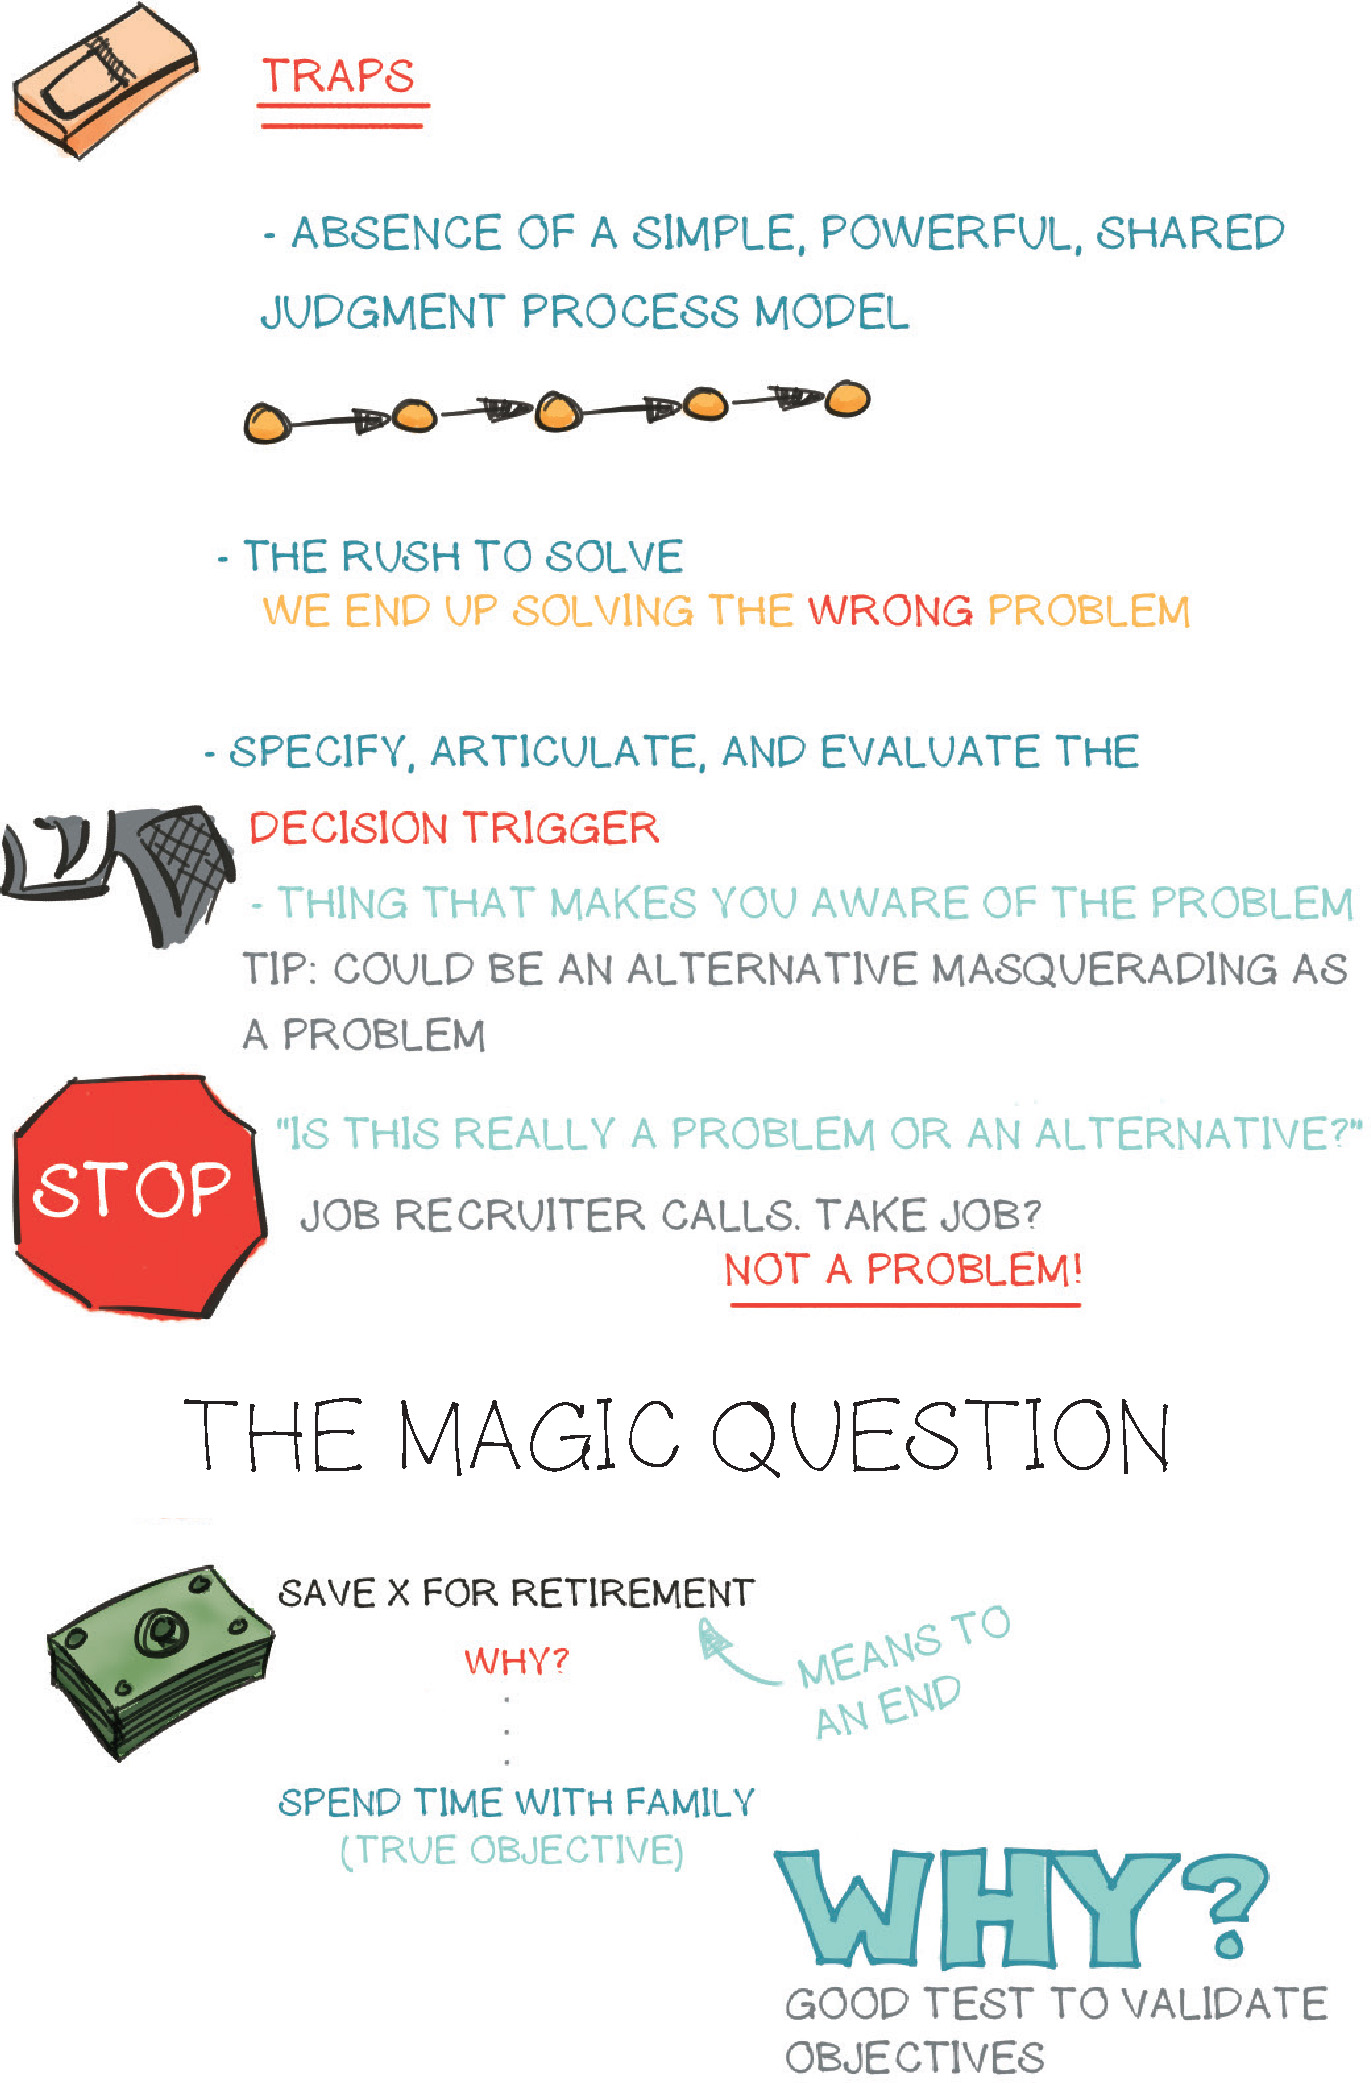 TRAPS
- ABSENCE OF A SIMPLE, POWERFUL, SHARED
JUDGMENT PROCESS MODEL
- THE RUSH TO SOLVE
WE END UP SOLVING THE WRONG PROBLEM
- SPECIFY, ARTICULATE, AND EVALUATE THE
DECISION TRIGGER
- THING THAT MAKES YOU AWARE OF THE PROBLEM
TIP: COULD BE AN ALTERNATIVE MASQUERADING AS
A PROBLEM
STOP
"IS THIS REALLY A PROBLEM OR AN ALTERNATIVE?"
JOB RECRUITER CALLS. TAKE JOB?
NOT A PROBLEM!
THE MAGIC QUESTION
SAVE X FOR RETIREMENT
WHY?
MEANS TO
AN END
SPEND TIME WITH FAMILY
(TRUE OBJECTIVE)
WHY?
GOOD TEST TO VALIDATE
OBJECTIVES